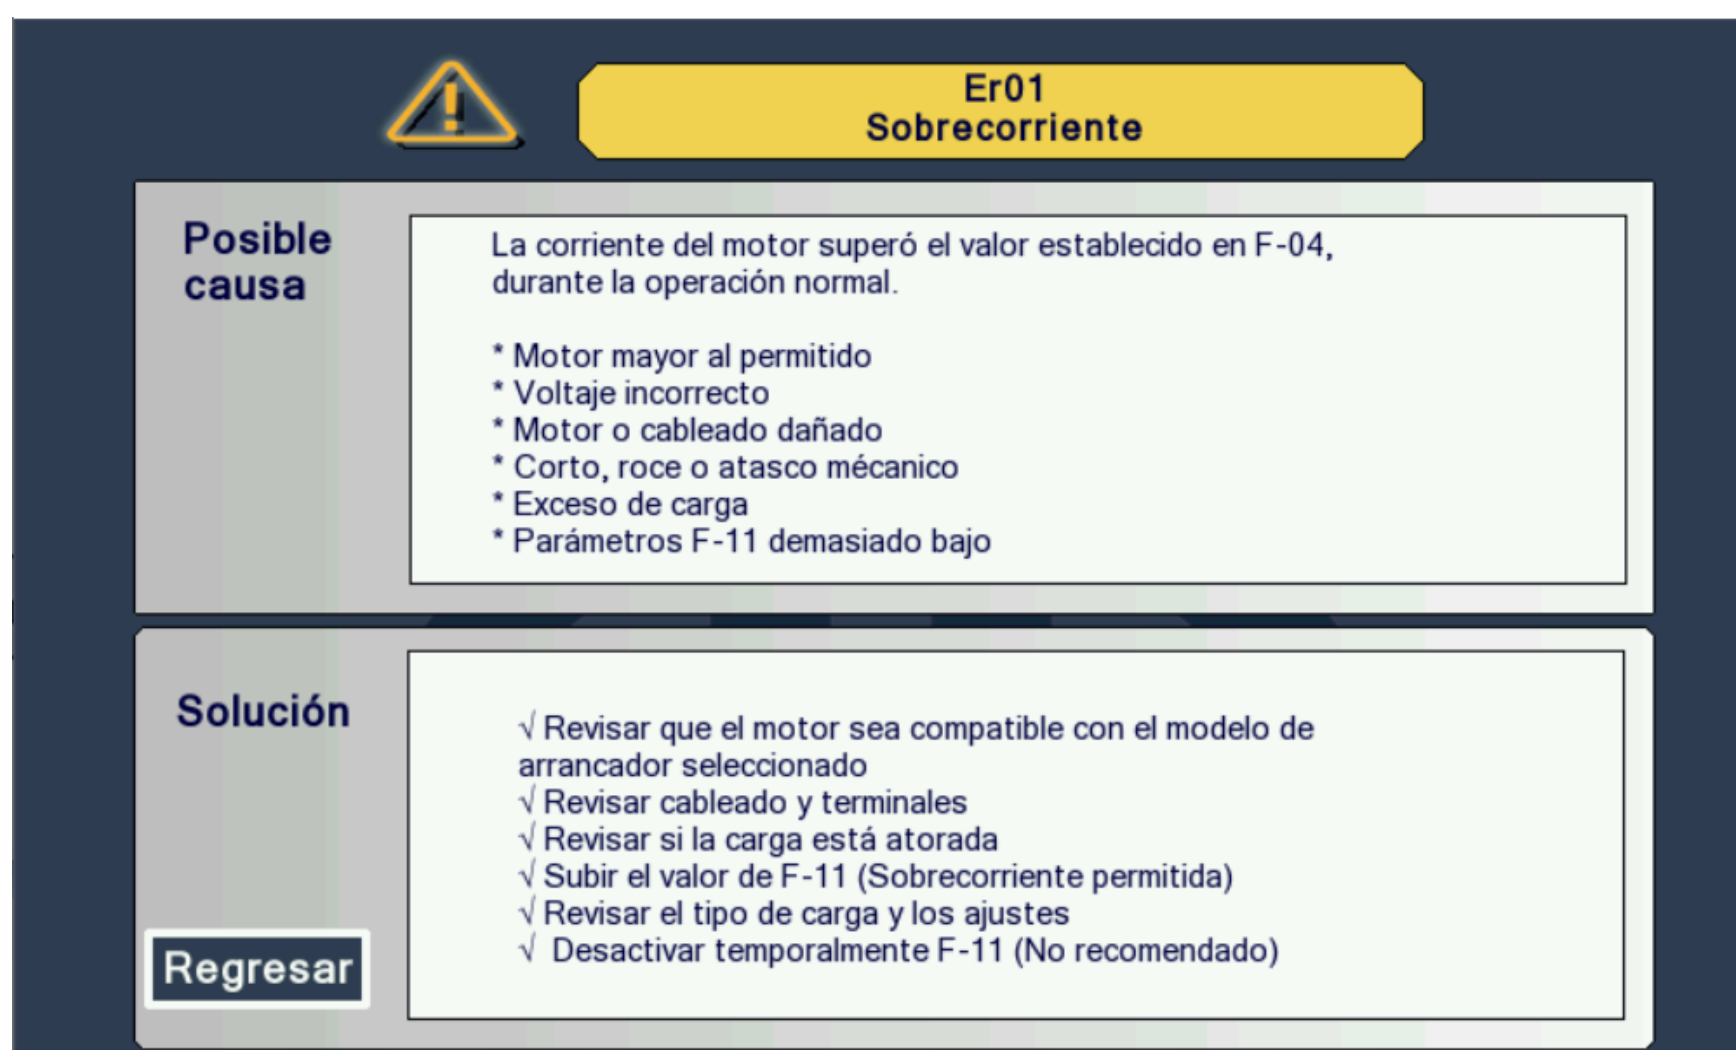 Er01
Sobrecorriente
Posible
causa
La corriente del motor superó el valor establecido en F-04,
durante la operación normal.
* Motor mayor al permitido
* Voltaje incorrecto
* Motor o cableado dañado
* Corto, roce o atasco mécanico
* Exceso de carga
* Parámetros F-11 demasiado bajo
Solución
√ Revisar que el motor sea compatible con el modelo de
arrancador seleccionado
√ Revisar cableado y terminales
√ Revisar si la carga está atorada
√ Subir el valor de F-11 (Sobrecorriente permitida)
√ Revisar el tipo de carga y los ajustes
√ Desactivar temporalmente F-11 (No recomendado)
Regresar